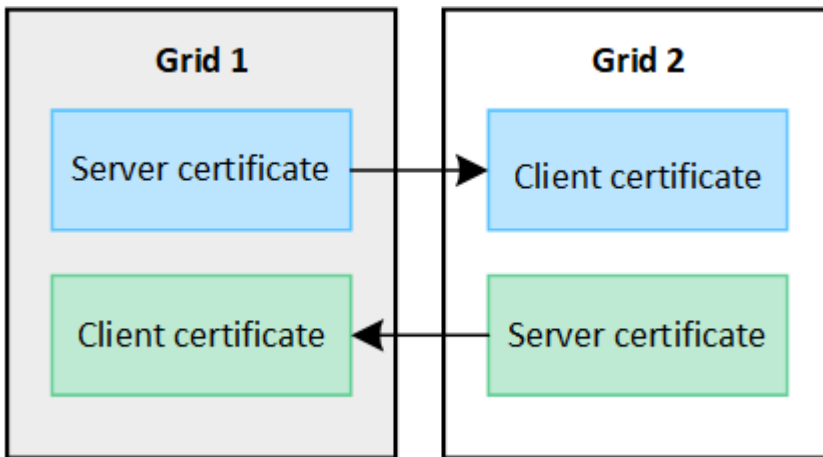 Grid 1
Server certificate
Client certificate
Grid 2
Client certificate
Server certificate